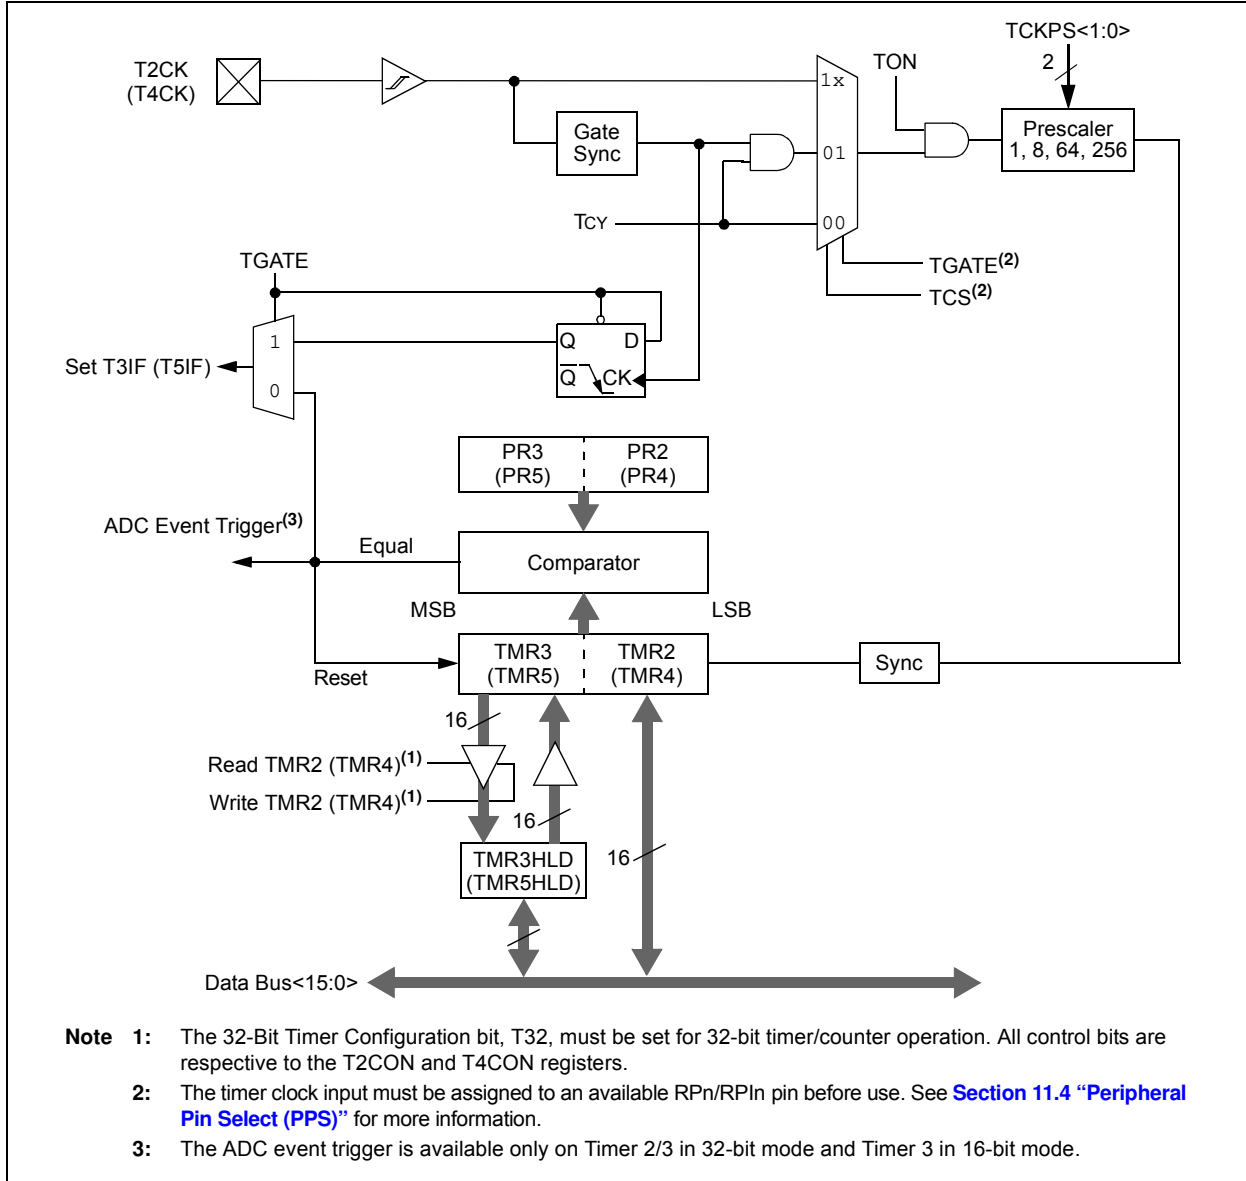 TCKPS<1:0>
2
T2CK
(T4CK)
TON
1x
Gate
Sync
Prescaler
1, 8, 64, 256
01
TCY
00
TGATE
TGATE(2)
TCS(2)
1
Q D
Set T3IF (T5IF)
Q CK
0
PR3 PR2
(PR5) (PR4)
ADC Event Trigger(3)
Equal
Comparator
MSB LSB
TMR3 TMR2
(TMR5) (TMR4)
Sync
Reset
16
Read TMR2 (TMR4)(1)
Write TMR2 (TMR4)(1)
16
TMR3HLD
(TMR5HLD)
16
Data Bus<15:0>
Note 1: The 32-Bit Timer Configuration bit, T32, must be set for 32-bit timer/counter operation. All control bits are
respective to the T2CON and T4CON registers.
2: The timer clock input must be assigned to an available RPn/RPIn pin before use. See Section 11.4 “Peripheral
Pin Select (PPS)” for more information.
3: The ADC event trigger is available only on Timer 2/3 in 32-bit mode and Timer 3 in 16-bit mode.